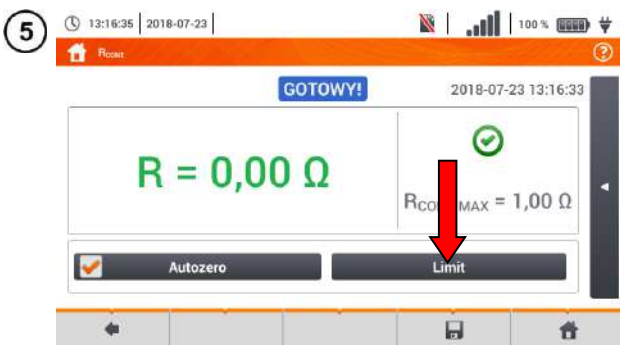 5
13:16:35 2018-07-23 100 %
RCONT
GOTOWY! 2018-07-23 13:16:33
R = 0,00 Ω
MAX = 1,00 Ω
Autozero Limit